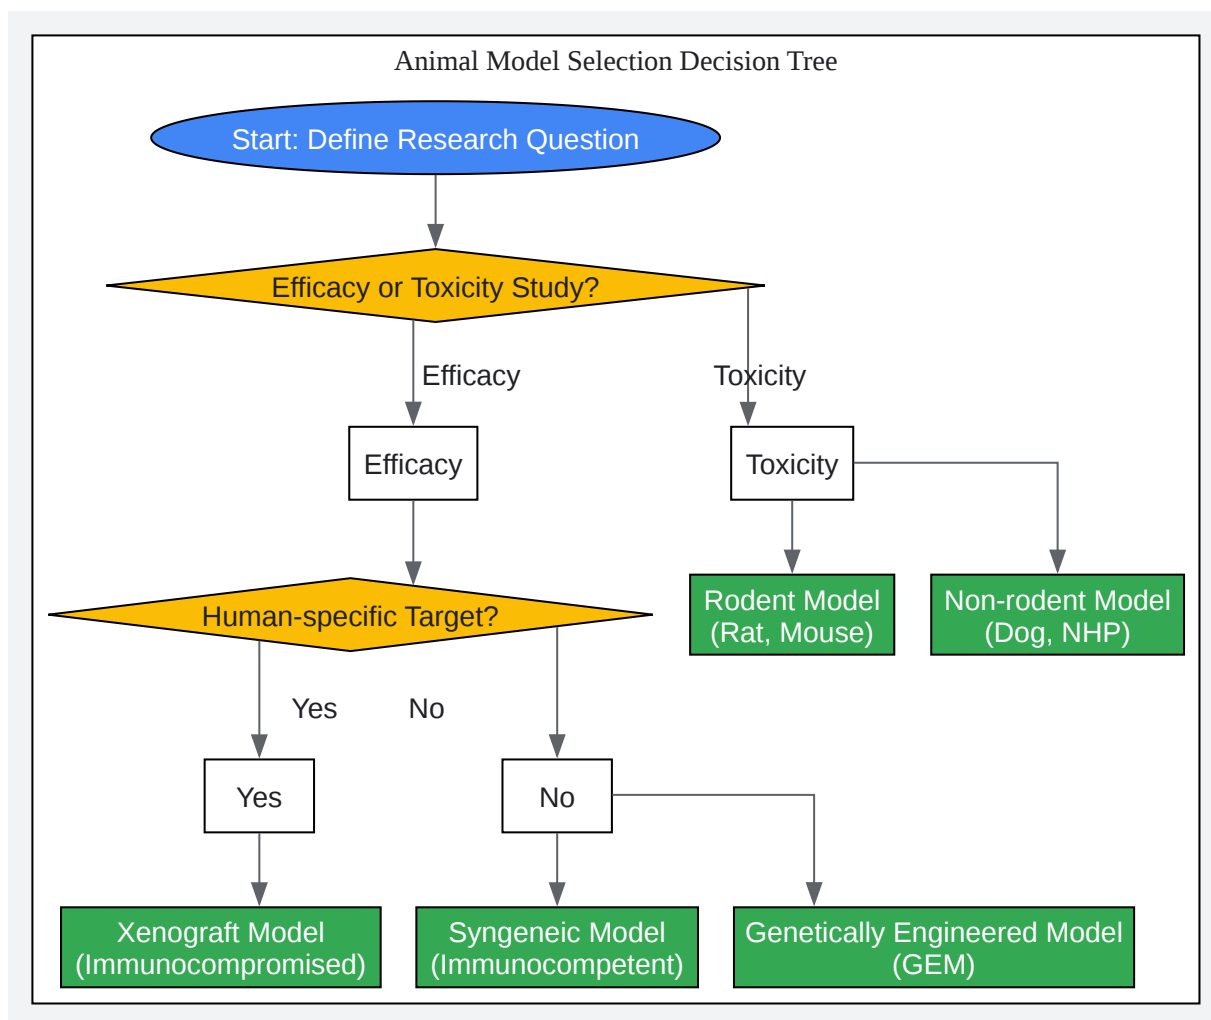 Animal Model Selection Decision Tree
Start: Define Research Question
Efficacy or Toxicity Study?
Efficacy
Toxicity
Efficacy
Toxicity
Rodent Model
(Rat, Mouse)
Non-rodent Model
(Dog, NHP)
Human-specific Target?
Yes
No
Yes
No
Xenograft Model
(Immunocompromised)
Syngeneic Model
(Immunocompetent)
Genetically Engineered Model
(GEM)